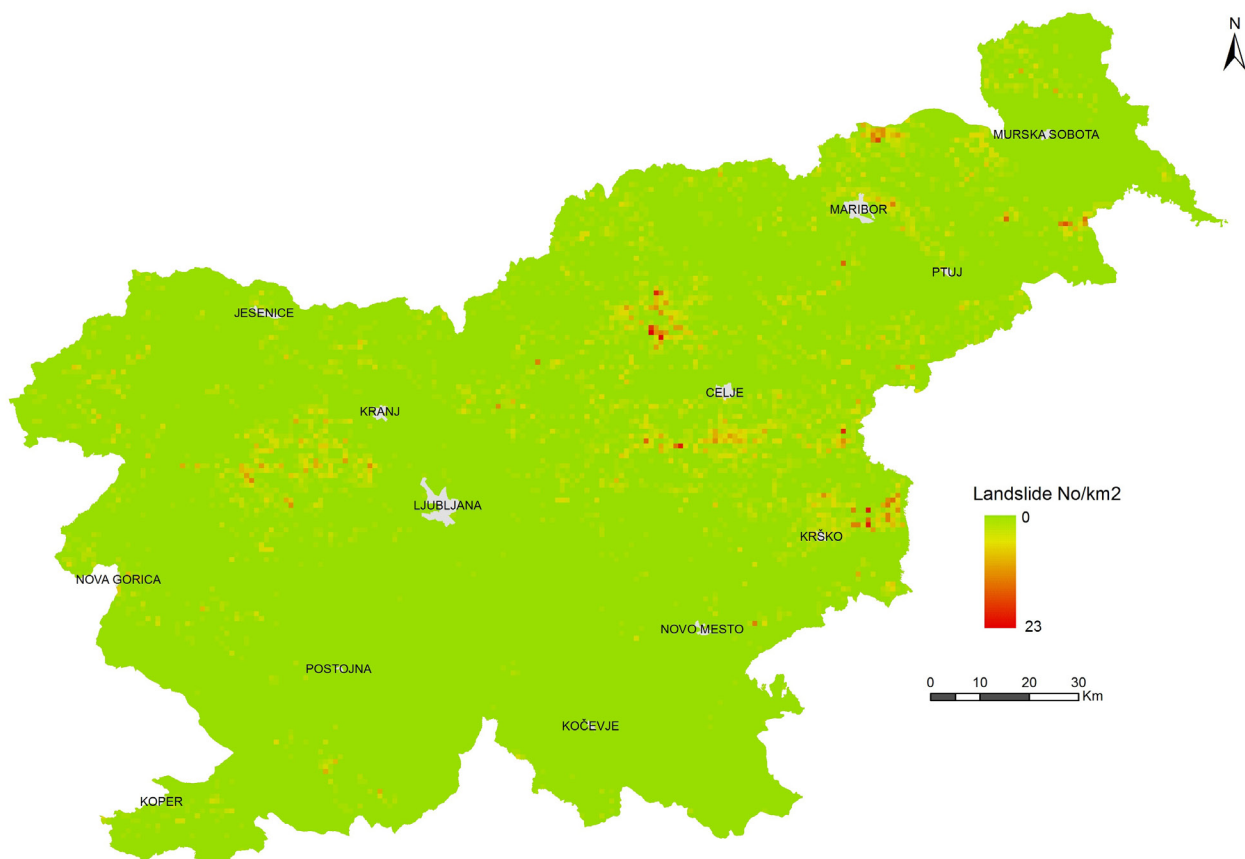 N
MURSKA SOBOTA
MARIBOR
PTUJ
JESENICE
CELJE
KRANJ
LJUBLJANA
KRŠKO
NOVA GORICA
NOVO MESTO
POSTOJNA
KOČEVJE
KOPER
Landslide No/km2
0
23
0 10 20 30
Km